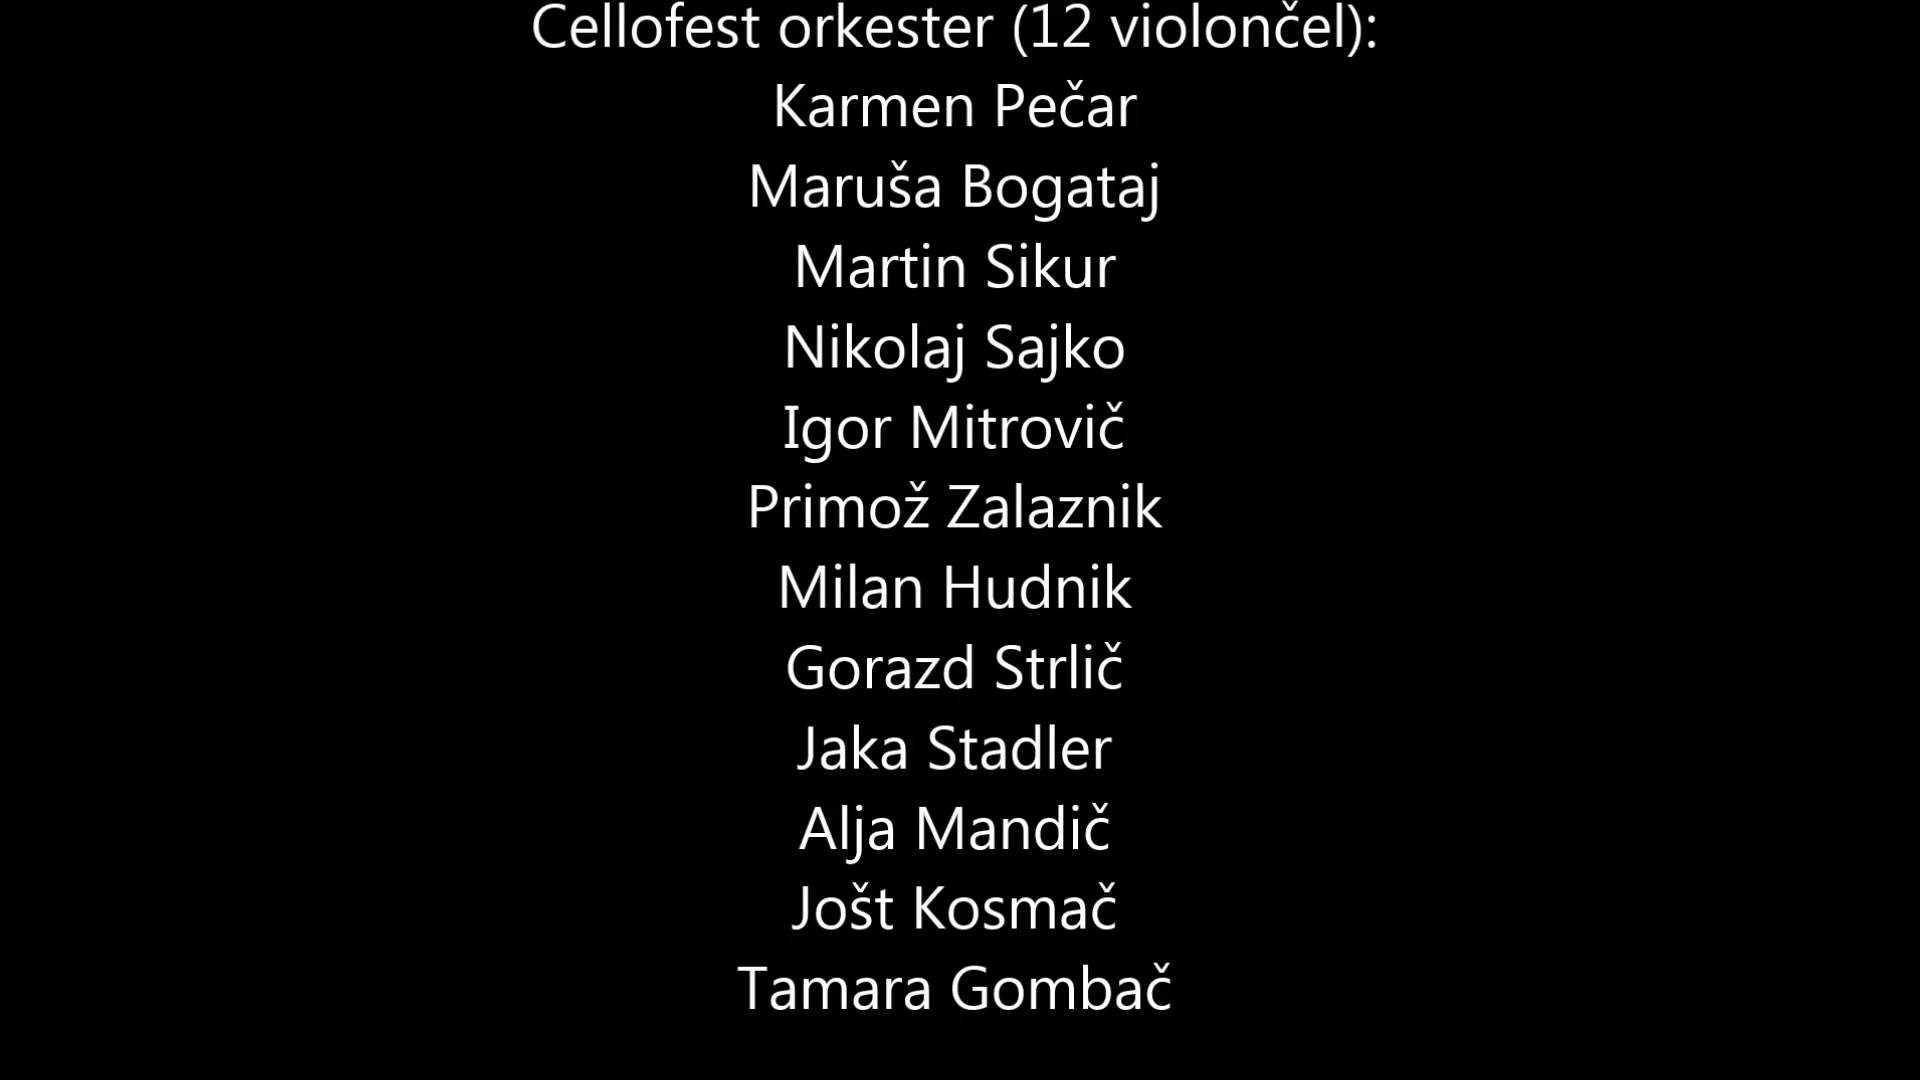 Cellofest orkester (12 violončel):
Karmen Pečar
Maruša Bogataj
Martin Sikur
Nikolaj Sajko
Igor Mitrovič
Primož Zalaznik
Milan Hudnik
Gorazd Strlič
Jaka Stadler
Alja Mandič
Jošt Kosmač
Tamara Gombač